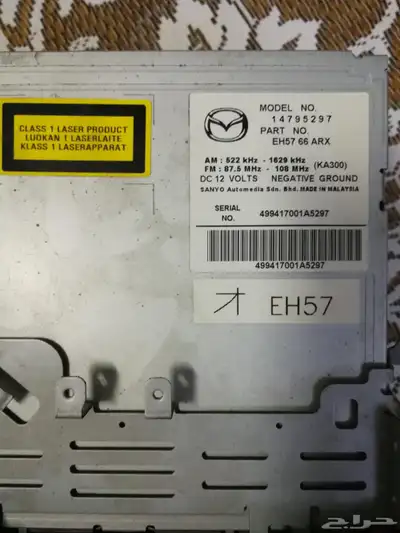 CLASS 1 LASER PRODUCT
LUOKAN 1 LASERLAITE
KLASS 1 LASERAPPARAT
MODEL NO.
14795297
PART NO.
EH57 66 ARX
AM : 522 kHz - 1629 kHz
FM : 87.5 MHz - 108 MHz (KA300)
DC 12 VOLTS NEGATIVE GROUND
SANYO Automedia Sdn. Bhd. MADE IN MALAYSIA
SERIAL NO. 499417001A5297
499417001A5297
EH57
حراج